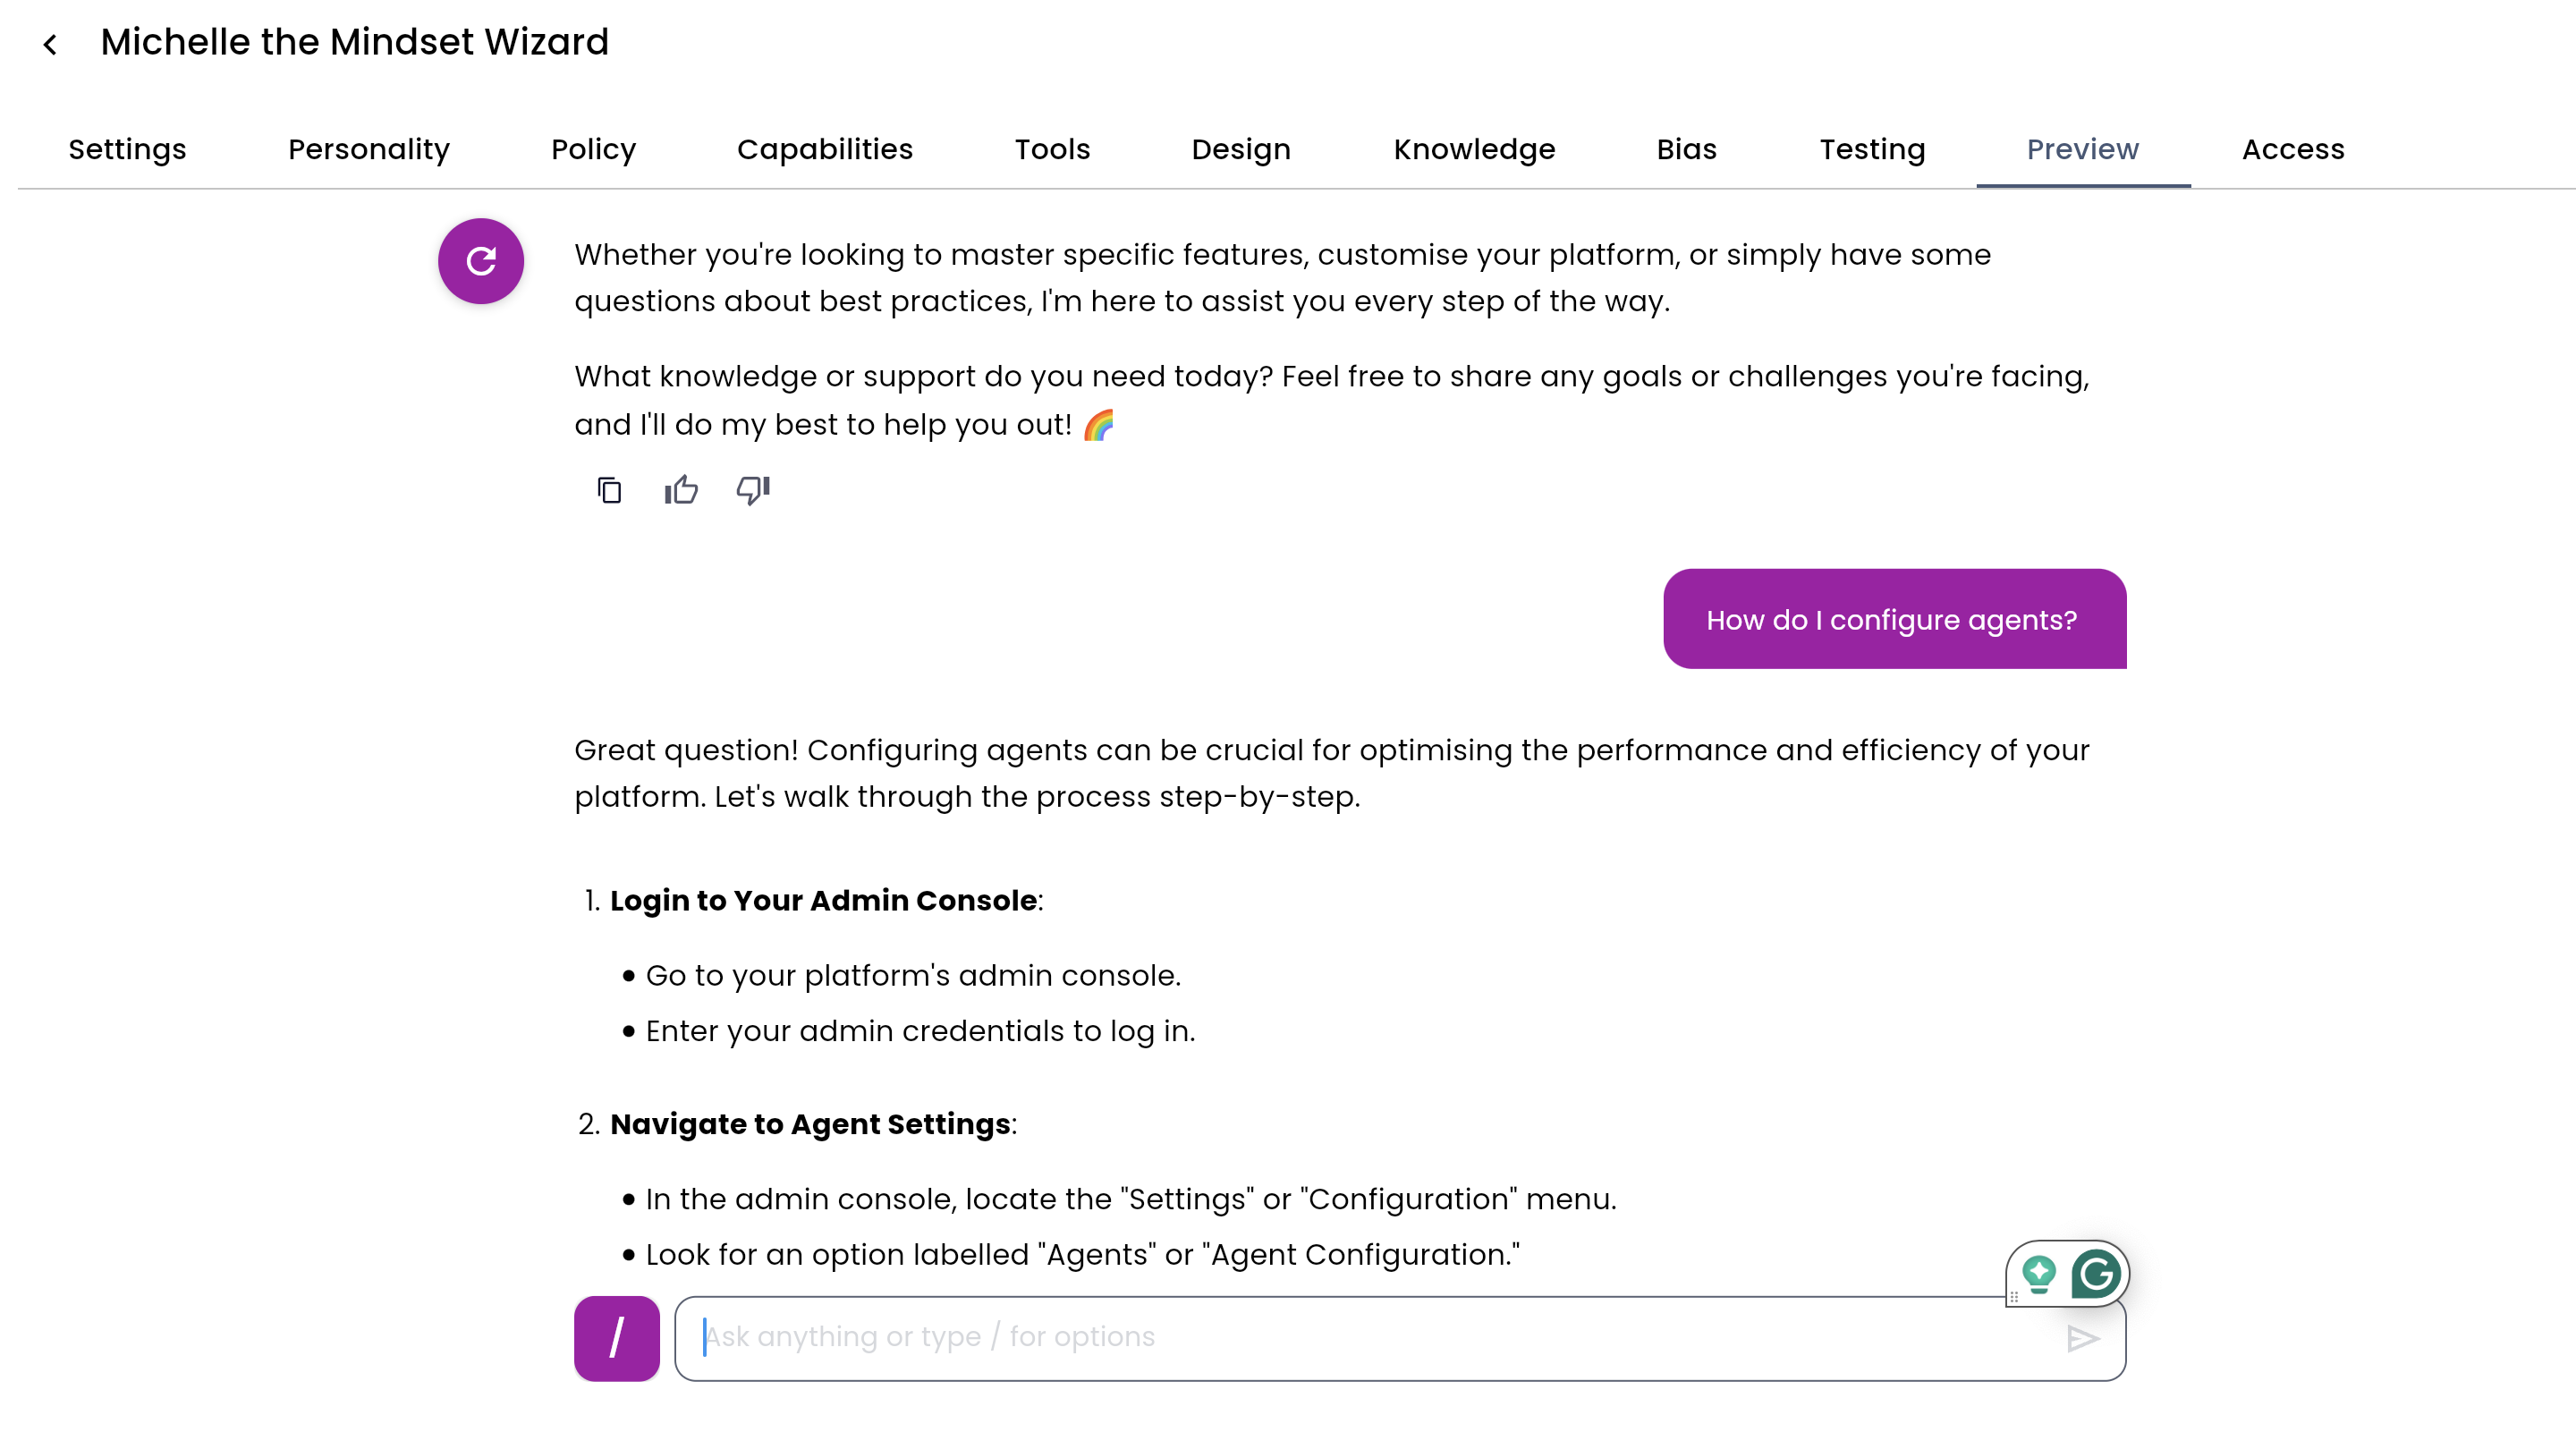 Michelle the Mindset Wizard
Settings Personality Policy Capabilities Tools Design Knowledge Bias Testing Preview Access
Whether you're looking to master specific features, customise your platform, or simply have some
questions about best practices, I'm here to assist you every step of the way.
What knowledge or support do you need today? Feel free to share any goals or challenges you're facing,
and I'll do my best to help you out! 🌈
How do I configure agents?
Great question! Configuring agents can be crucial for optimising the performance and efficiency of your
platform. Let's walk through the process step-by-step.
1. Login to Your Admin Console:
• Go to your platform's admin console.
• Enter your admin credentials to log in.
2. Navigate to Agent Settings:
• In the admin console, locate the "Settings" or "Configuration" menu.
• Look for an option labelled "Agents" or "Agent Configuration."
G
/ Ask anything or type / for options